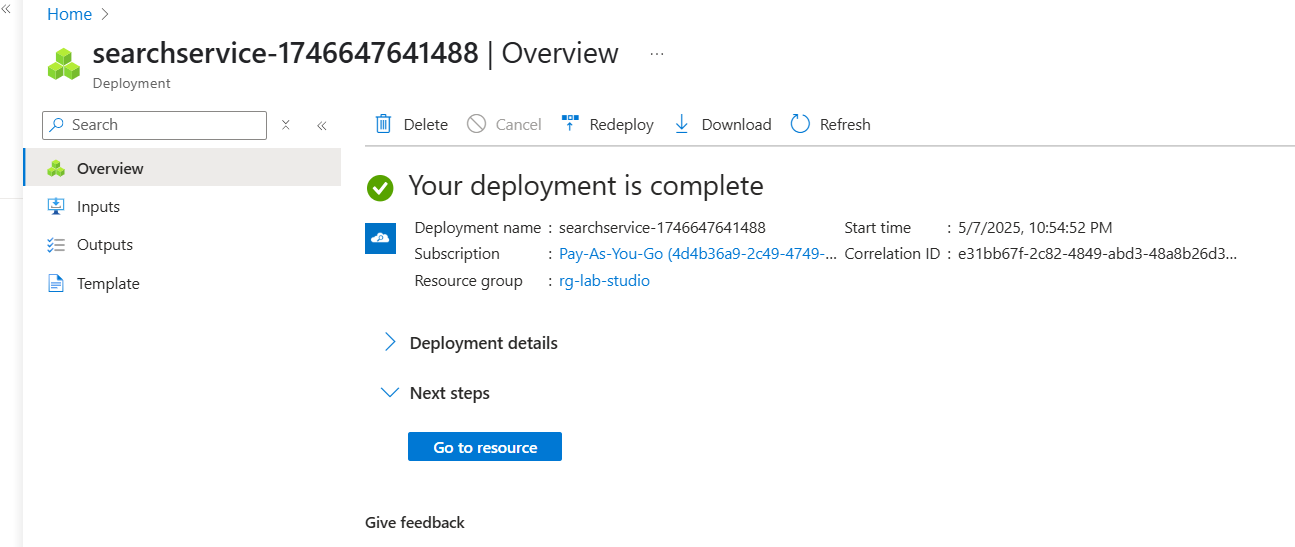 Home
searchservice-1746647641488 | Overview ...
Deployment
Search
Overview
Inputs
Outputs
Template
Delete Cancel Redeploy Download Refresh
Your deployment is complete
Deployment name : searchservice-1746647641488 Start time : 5/7/2025, 10:54:52 PM
Subscription : Pay-As-You-Go (4d4b36a9-2c49-4749-... Correlation ID : e31bb67f-2c82-4849-abd3-48a8b26d3...
Resource group : rg-lab-studio
Deployment details
Next steps
Go to resource
Give feedback